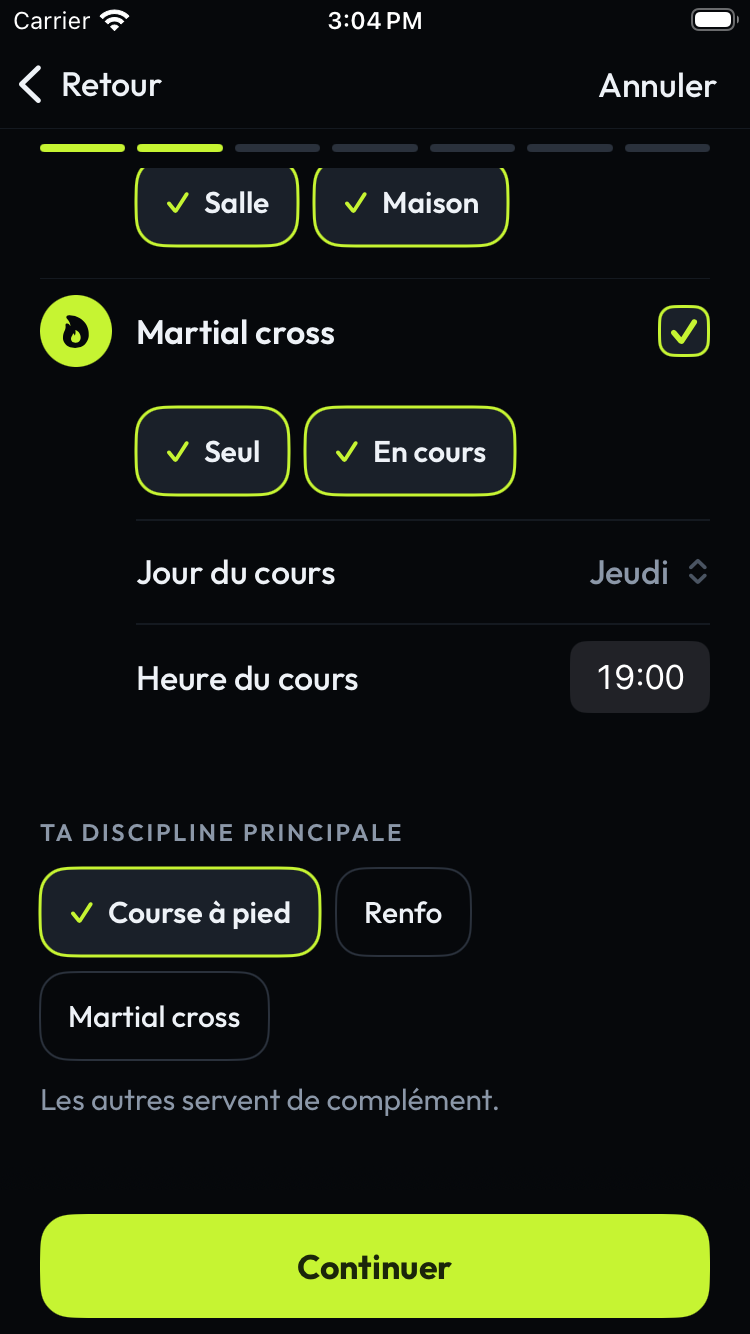 Carrier 3:04 PM
Retour Annuler
Salle Maison
Martial cross
Seul En cours
Jour du cours Jeudi
Heure du cours 19:00
TA DISCIPLINE PRINCIPALE
Course à pied Renfo
Martial cross
Les autres servent de complément.
Continuer